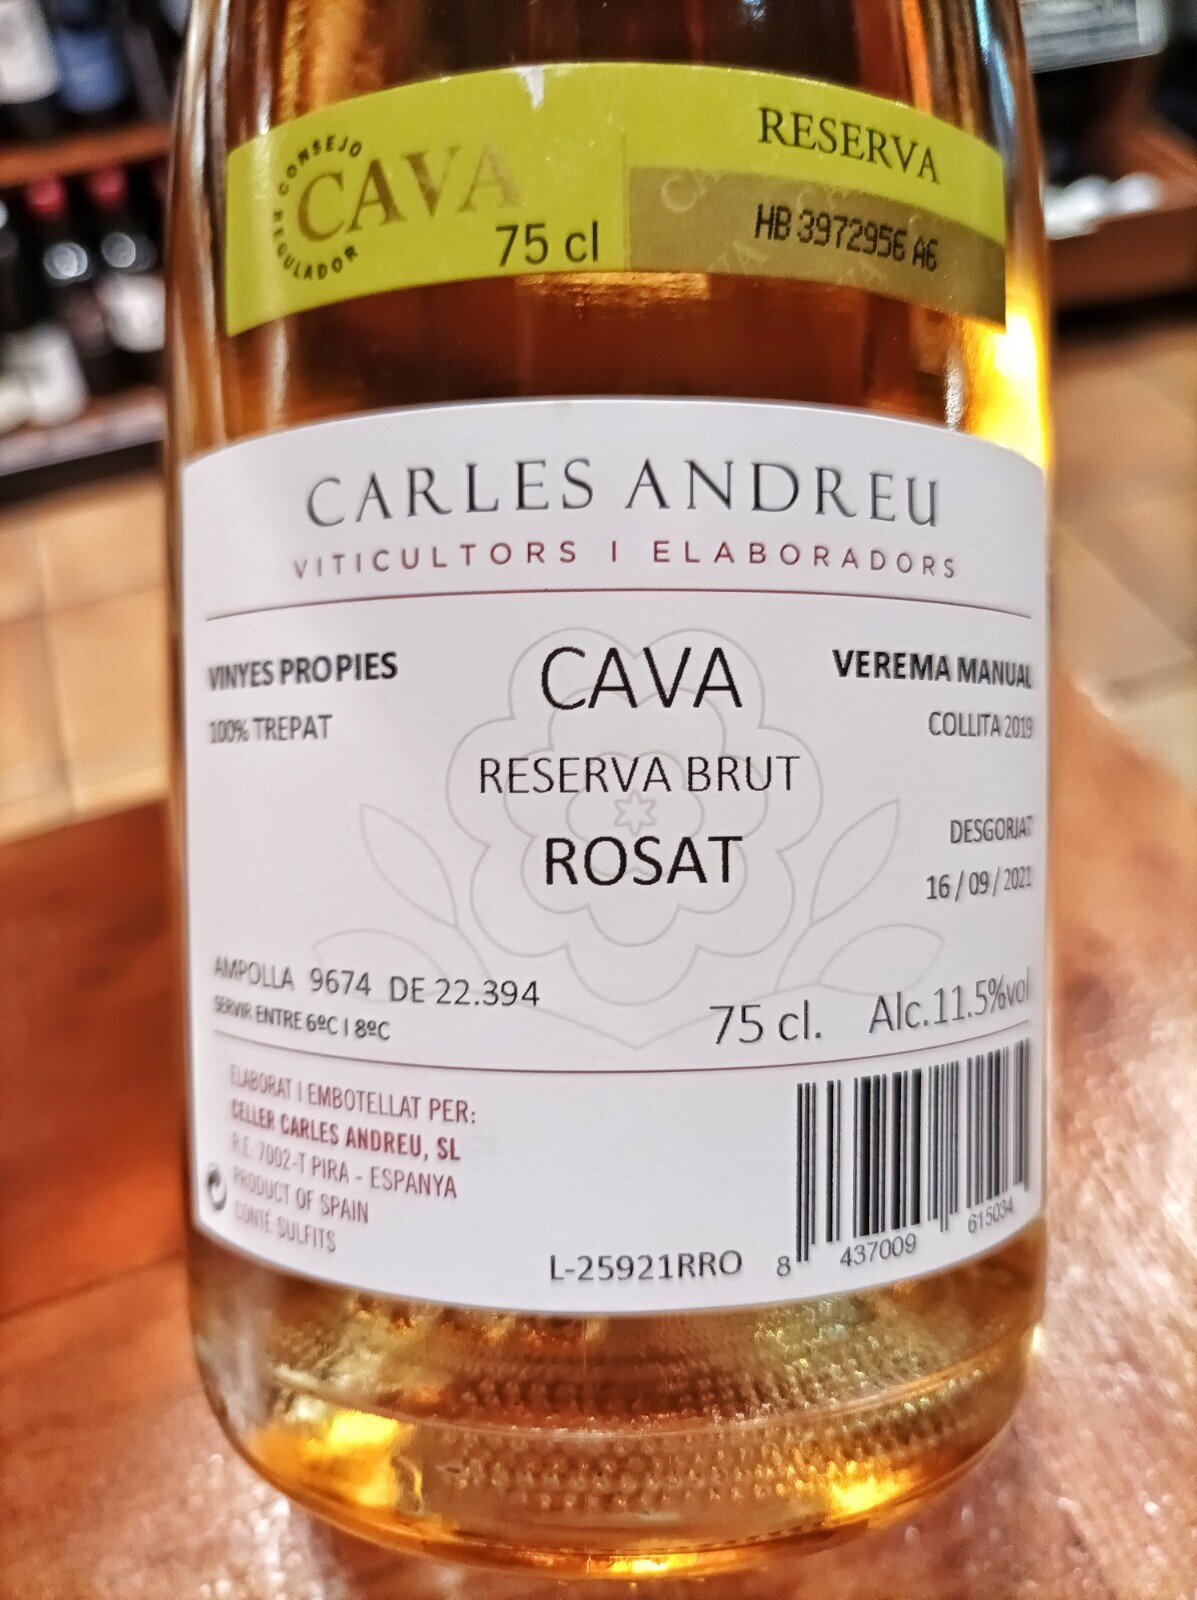 CONSEJO REGULADOR
CAVA
75 cl
RESERVA
HB 3972956 A6
CARLES ANDREU
VITICULTORS I ELABORADORS
VINYES PROPIES
100% TREPAT
CAVA
RESERVA BRUT
ROSAT
VEREMA MANUAL
COLLITA 2019
DESGORJAT
16 / 09 / 2021
AMPOLLA 9674 DE 22.394
SERVIR ENTRE 6ºC I 8ºC
75 cl.
Alc.11.5%vol
ELABORAT I EMBOTELLAT PER:
CELLER CARLES ANDREU, SL
R.E. 7002-T PIRA - ESPANYA
PRODUCT OF SPAIN
CONTÉ SULFITS
L-25921RRO
8 437009 615034